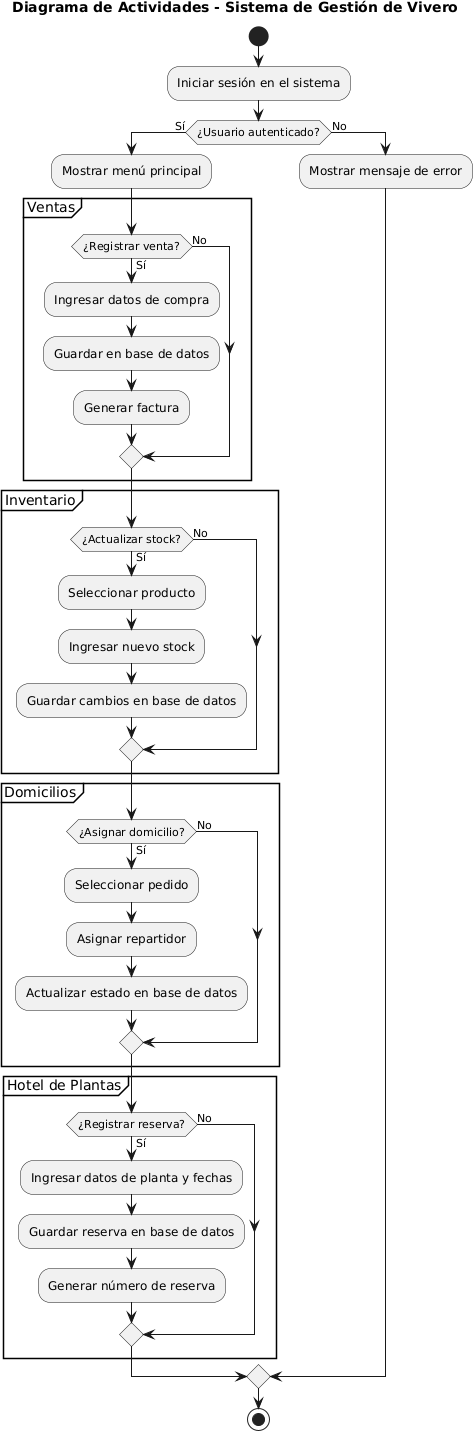 Diagrama de Actividades - Sistema de Gestión de Vivero
Iniciar sesión en el sistema
¿Usuario autenticado?
Sí
No
Mostrar menú principal
Mostrar mensaje de error
Ventas
¿Registrar venta?
No
Sí
Ingresar datos de compra
Guardar en base de datos
Generar factura
Inventario
¿Actualizar stock?
No
Sí
Seleccionar producto
Ingresar nuevo stock
Guardar cambios en base de datos
Domicilios
¿Asignar domicilio?
No
Sí
Seleccionar pedido
Asignar repartidor
Actualizar estado en base de datos
Hotel de Plantas
¿Registrar reserva?
No
Sí
Ingresar datos de planta y fechas
Guardar reserva en base de datos
Generar número de reserva